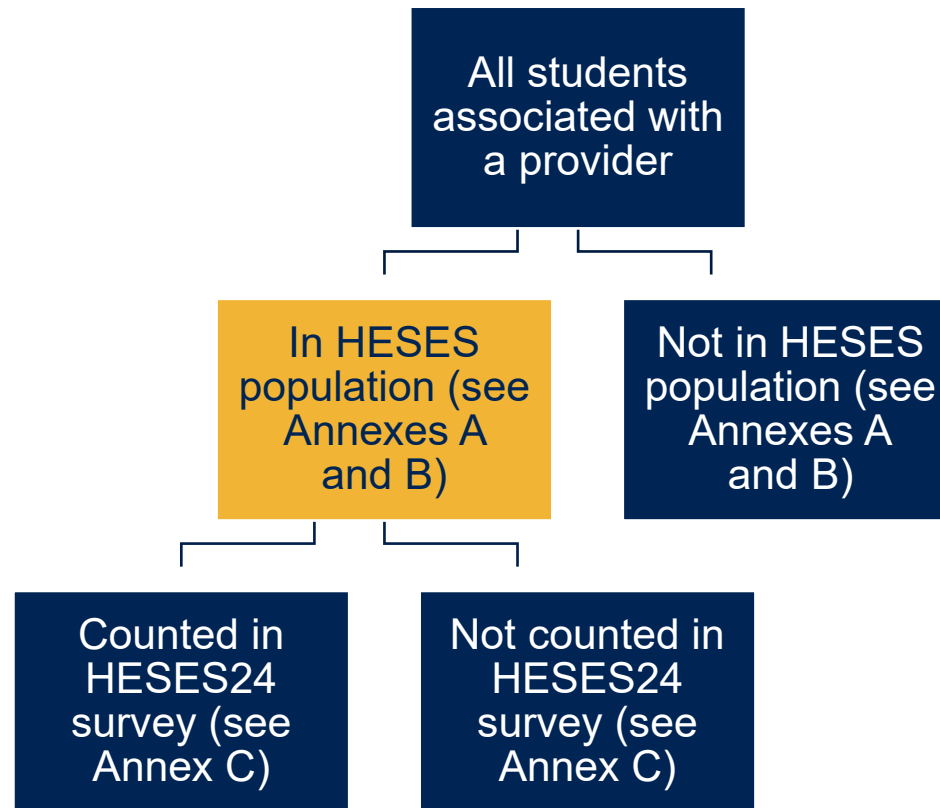 All students
associated with
a provider
In HESES
population (see
Annexes A
and B)
Not in HESES
population (see
Annexes A
and B)
Counted in
HESES24
survey (see
Annex C)
Not counted in
HESES24
survey (see
Annex C)